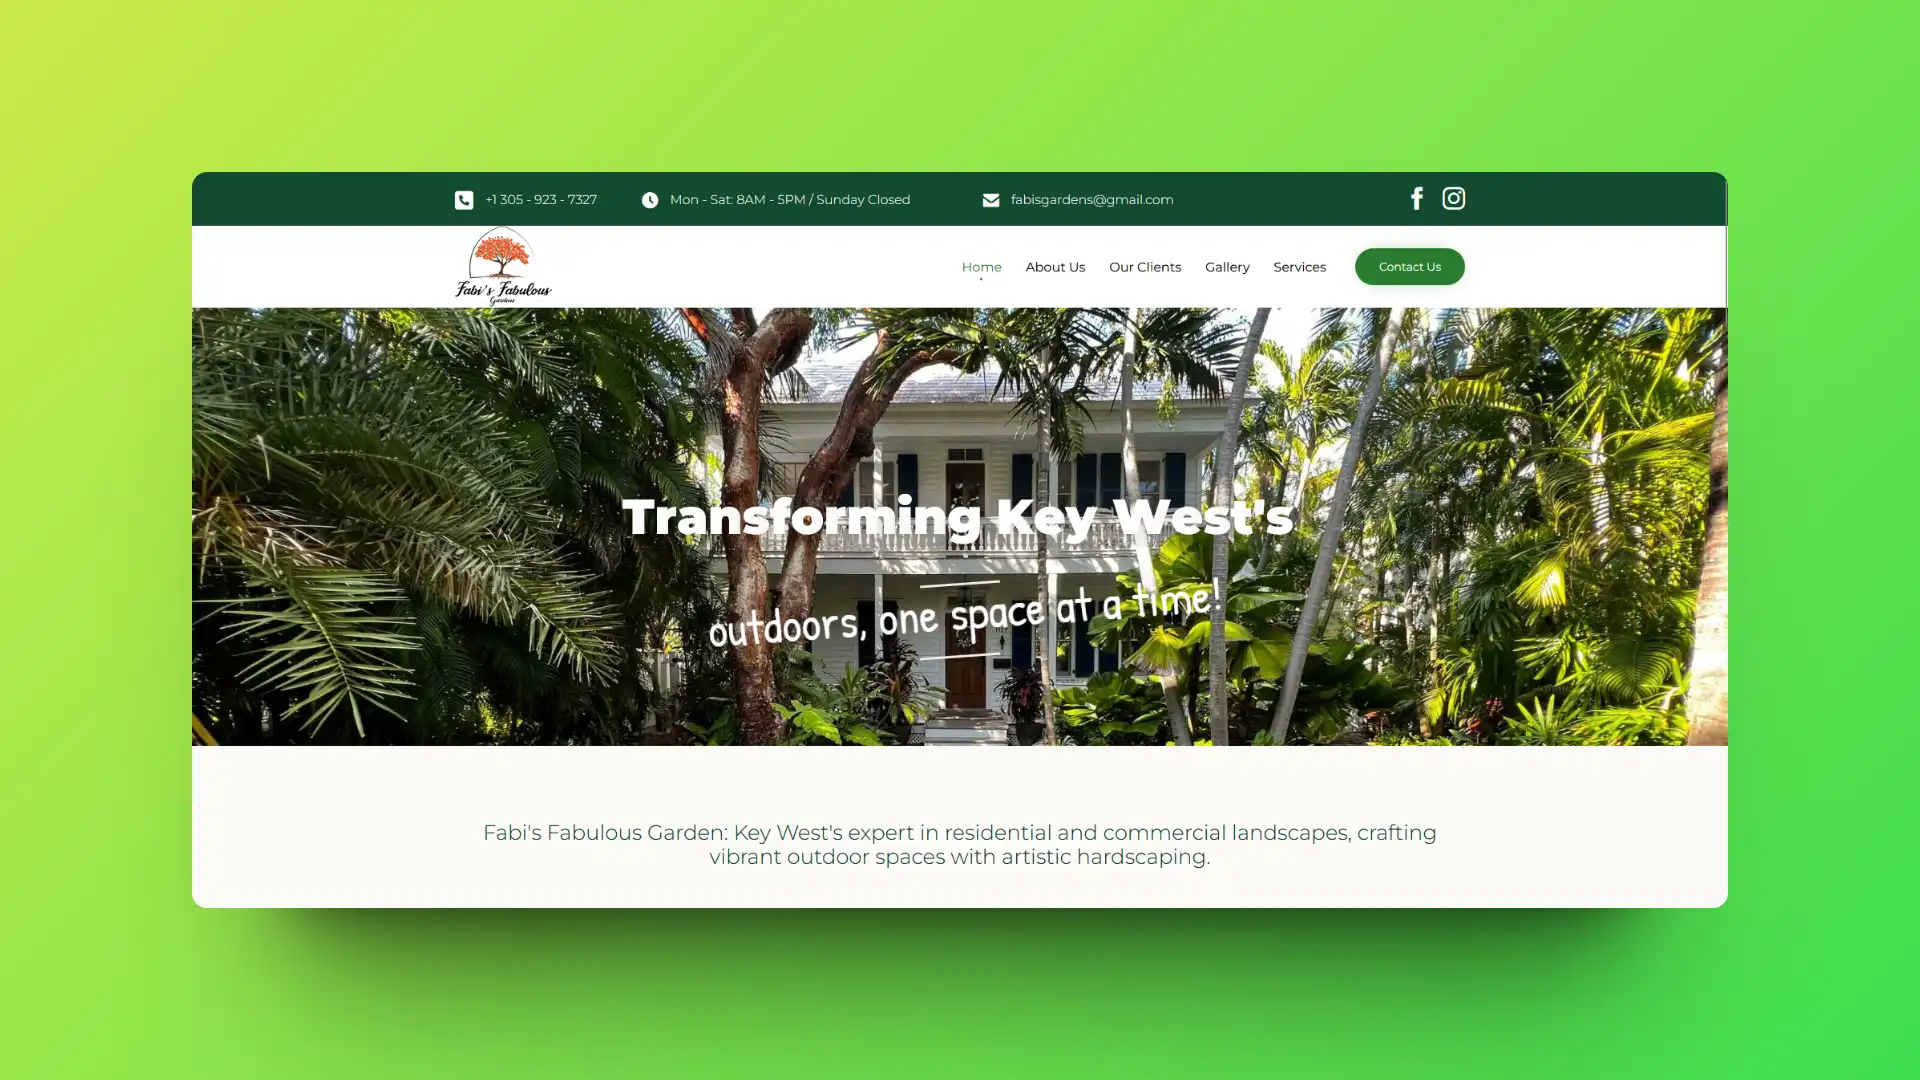 +1 305 - 923 - 7327
Mon - Sat: 8AM - 5PM / Sunday Closed
fabisgardens@gmail.com
Fabi's Fabulous
Gardens
Home
About Us
Our Clients
Gallery
Services
Contact Us
Transforming Key West's
outdoors, one space at a time!
Fabi's Fabulous Garden: Key West's expert in residential and commercial landscapes, crafting
vibrant outdoor spaces with artistic hardscaping.